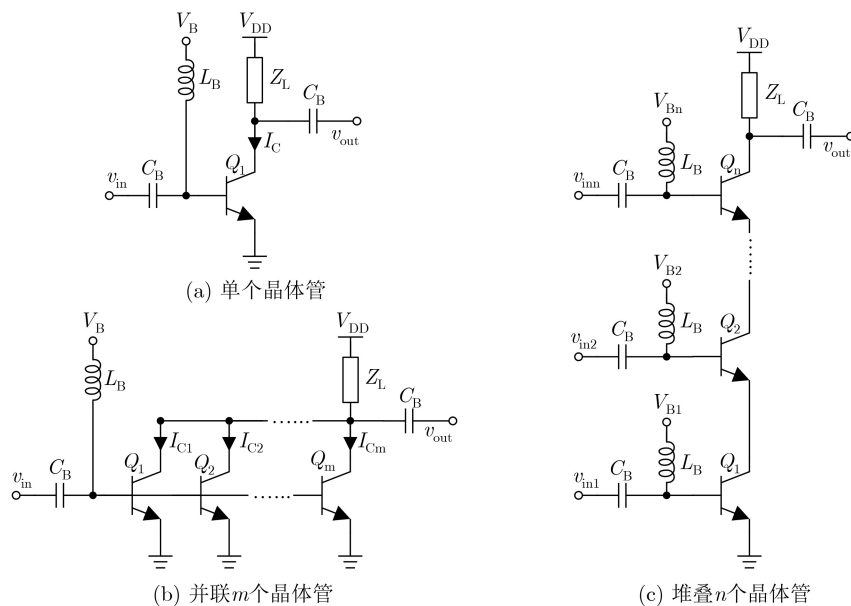 V_B
L_B
V_DD
Z_L
C_B
v_out
I_C
Q_1
C_B
v_in
(a) 单个晶体管
V_B
L_B
V_DD
Z_L
C_B
v_out
I_C1
I_C2
I_Cm
Q_1
Q_2
Q_m
C_B
v_in
(b) 并联m个晶体管
V_DD
Z_L
C_B
v_out
V_Bn
L_B
Q_n
C_B
v_inn
V_B2
L_B
Q_2
C_B
v_in2
V_B1
L_B
Q_1
C_B
v_in1
(c) 堆叠n个晶体管